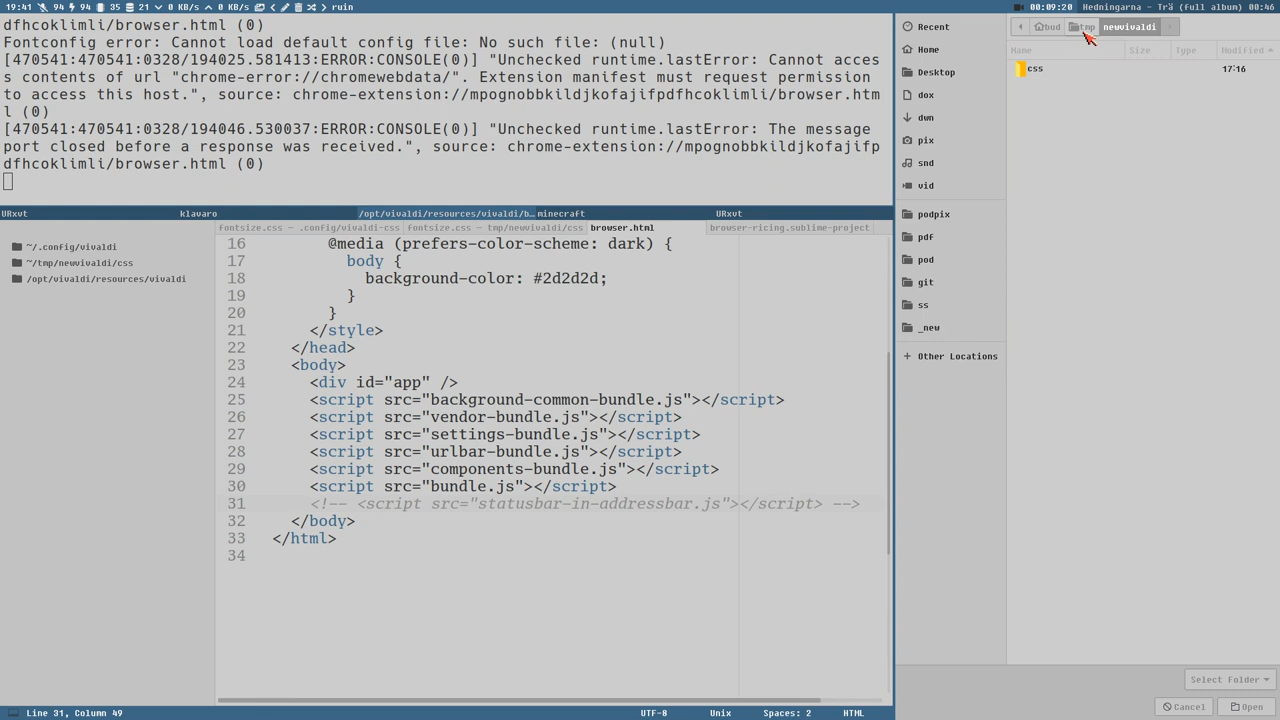 19:41 94 94 35 21 0 KB/s 0 KB/s ruin
00:09:20 Hedningarna – Trä (full album) 00:46
dfhcoklimli/browser.html (0)
Fontconfig error: Cannot load default config file: No such file: (null)
[470541:470541:0328/194025.581413:ERROR:CONSOLE(0)] "Unchecked runtime.lastError: Cannot acces
s contents of url "chrome-error://chromewebdata/". Extension manifest must request permission
to access this host.", source: chrome-extension://mpognobbkildjkofajifpdfhcoklimli/browser.htm
l (0)
[470541:470541:0328/194046.530037:ERROR:CONSOLE(0)] "Unchecked runtime.lastError: The message
port closed before a response was received.", source: chrome-extension://mpognobbkildjkofajifp
dfhcoklimli/browser.html (0)
URxvt klavaro /opt/vivaldi/resources/vivaldi/b… minecraft URxvt
fontsize.css — .config/vivaldi-css fontsize.css — tmp/newvivaldi/css browser.html browser-ricing.sublime-project
~/.config/vivaldi
~/tmp/newvivaldi/css
/opt/vivaldi/resources/vivaldi
16 @media (prefers-color-scheme: dark) {
17 body {
18 background-color: #2d2d2d;
19 }
20 }
21 </style>
22 </head>
23 <body>
24 <div id="app" />
25 <script src="background-common-bundle.js"></script>
26 <script src="vendor-bundle.js"></script>
27 <script src="settings-bundle.js"></script>
28 <script src="urlbar-bundle.js"></script>
29 <script src="components-bundle.js"></script>
30 <script src="bundle.js"></script>
31 <!-- <script src="statusbar-in-addressbar.js"></script> -->
32 </body>
33 </html>
34
Line 31, Column 49 UTF-8 Unix Spaces: 2 HTML
Recent
Home
Desktop
dox
dwn
pix
snd
vid
podpix
pdf
pod
git
ss
_new
Other Locations
bud tmp newvivaldi
Name Size Type Modified
css 17:16
Select Folder
Cancel Open